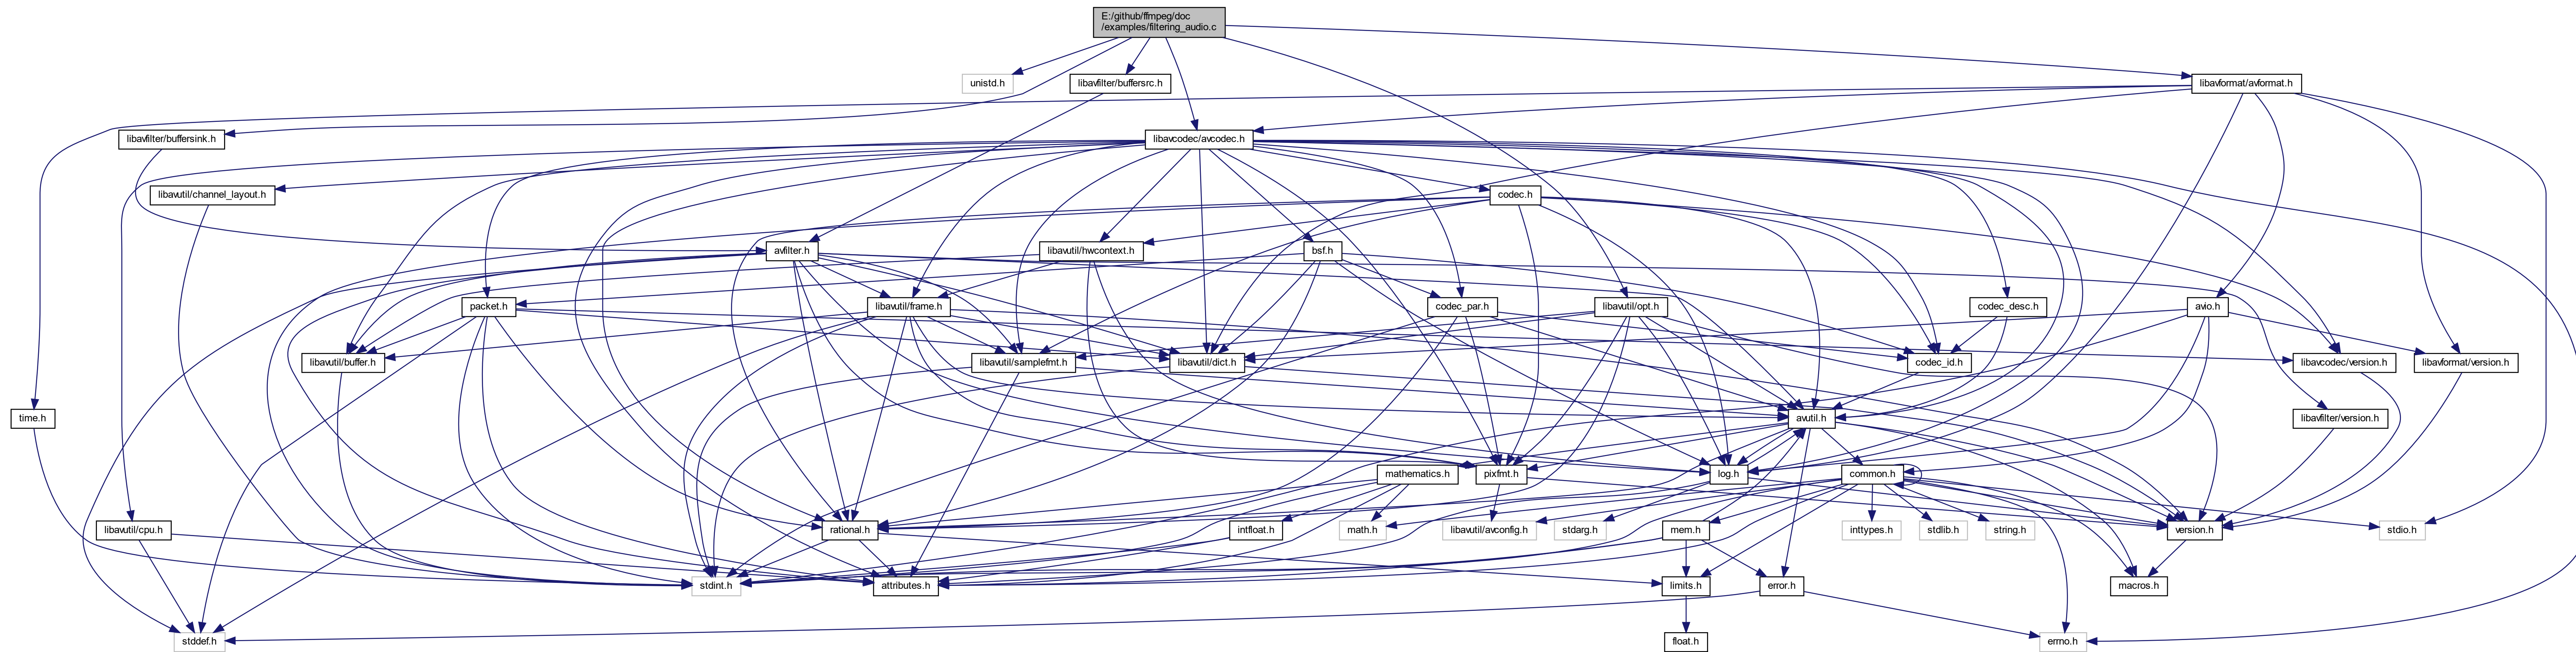 E:/github/ffmpeg/doc
/examples/filtering_audio.c
unistd.h
libavfilter/buffersrc.h
libavformat/avformat.h
libavfilter/buffersink.h
libavcodec/avcodec.h
libavutil/channel_layout.h
codec.h
avfilter.h
libavutil/hwcontext.h
bsf.h
packet.h
libavutil/frame.h
codec_par.h
libavutil/opt.h
codec_desc.h
avio.h
libavutil/buffer.h
libavutil/samplefmt.h
libavutil/dict.h
codec_id.h
libavcodec/version.h
libavformat/version.h
time.h
avutil.h
libavfilter/version.h
mathematics.h
pixfmt.h
log.h
common.h
libavutil/cpu.h
rational.h
intfloat.h
math.h
libavutil/avconfig.h
stdarg.h
mem.h
inttypes.h
stdlib.h
string.h
version.h
stdio.h
stdint.h
attributes.h
limits.h
error.h
macros.h
stddef.h
float.h
errno.h